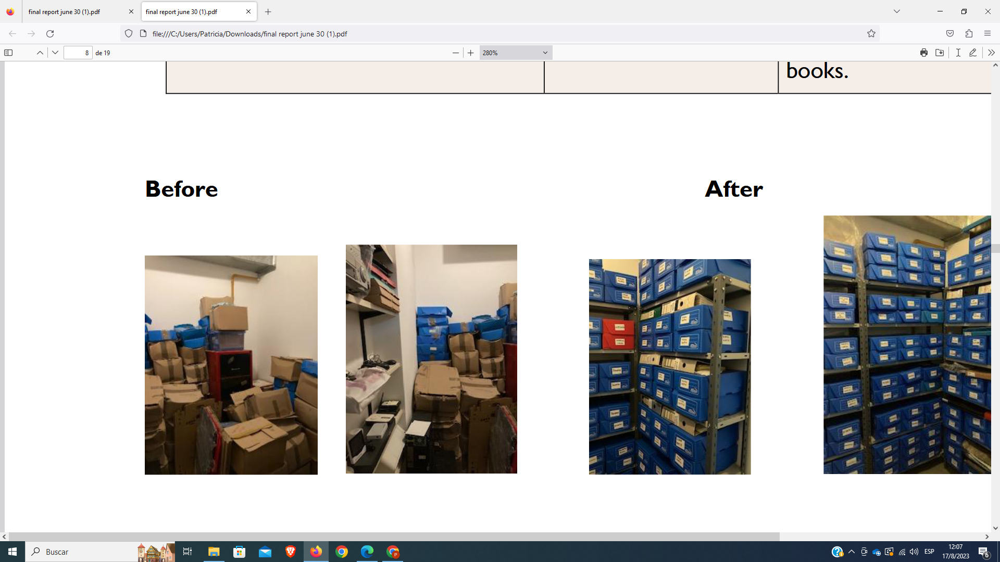 final report june 30 (1).pdf
final report june 30 (1).pdf
file:///C:/Users/Patricia/Downloads/final report june 30 (1).pdf
8 de 19
280%
books.
Before
After
Buscar
ESP
12:07
17/8/2023
6